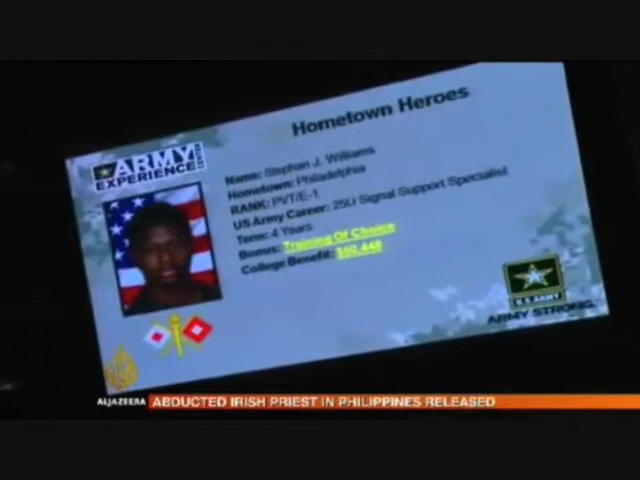 Hometown Heroes
ARMY
EXPERIENCE CENTER
Name: Stephan J. Williams
Hometown: Philadelphia
RANK: PVT/E-1
US Army Career: 25U Signal Support Specialist
Term: 4 Years
Bonus: Training Of Choice
College Benefit: $50,448
U.S. ARMY
ARMY STRONG
ALJAZEERA ABDUCTED IRISH PRIEST IN PHILIPPINES RELEASED